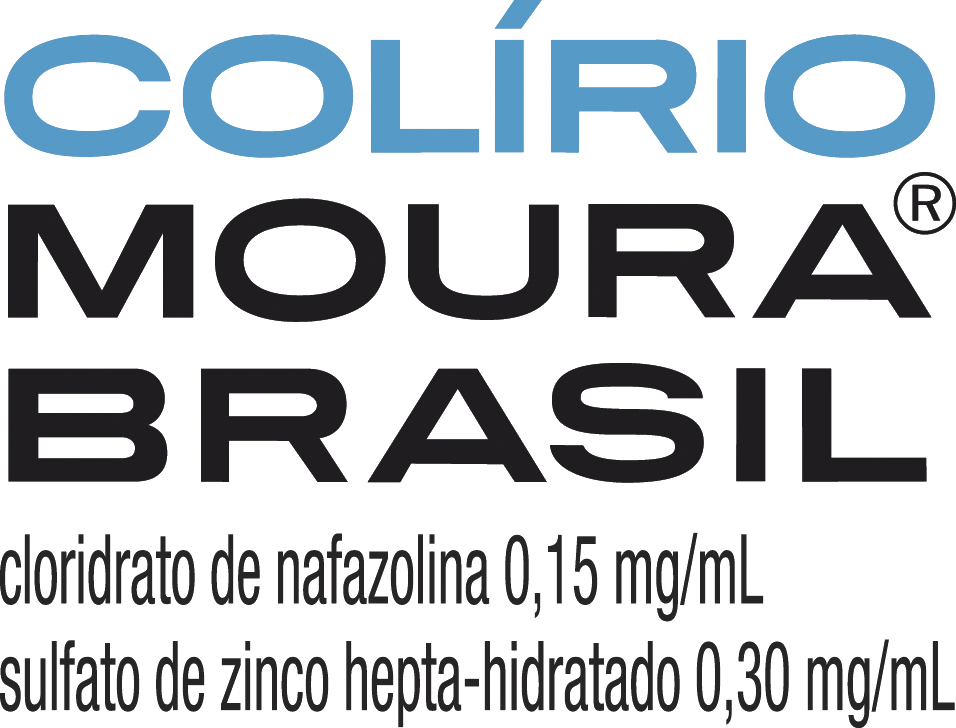 COLÍRIO
MOURA®
BRASIL
cloridrato de nafazolina 0,15 mg/mL
sulfato de zinco hepta-hidratado 0,30 mg/mL